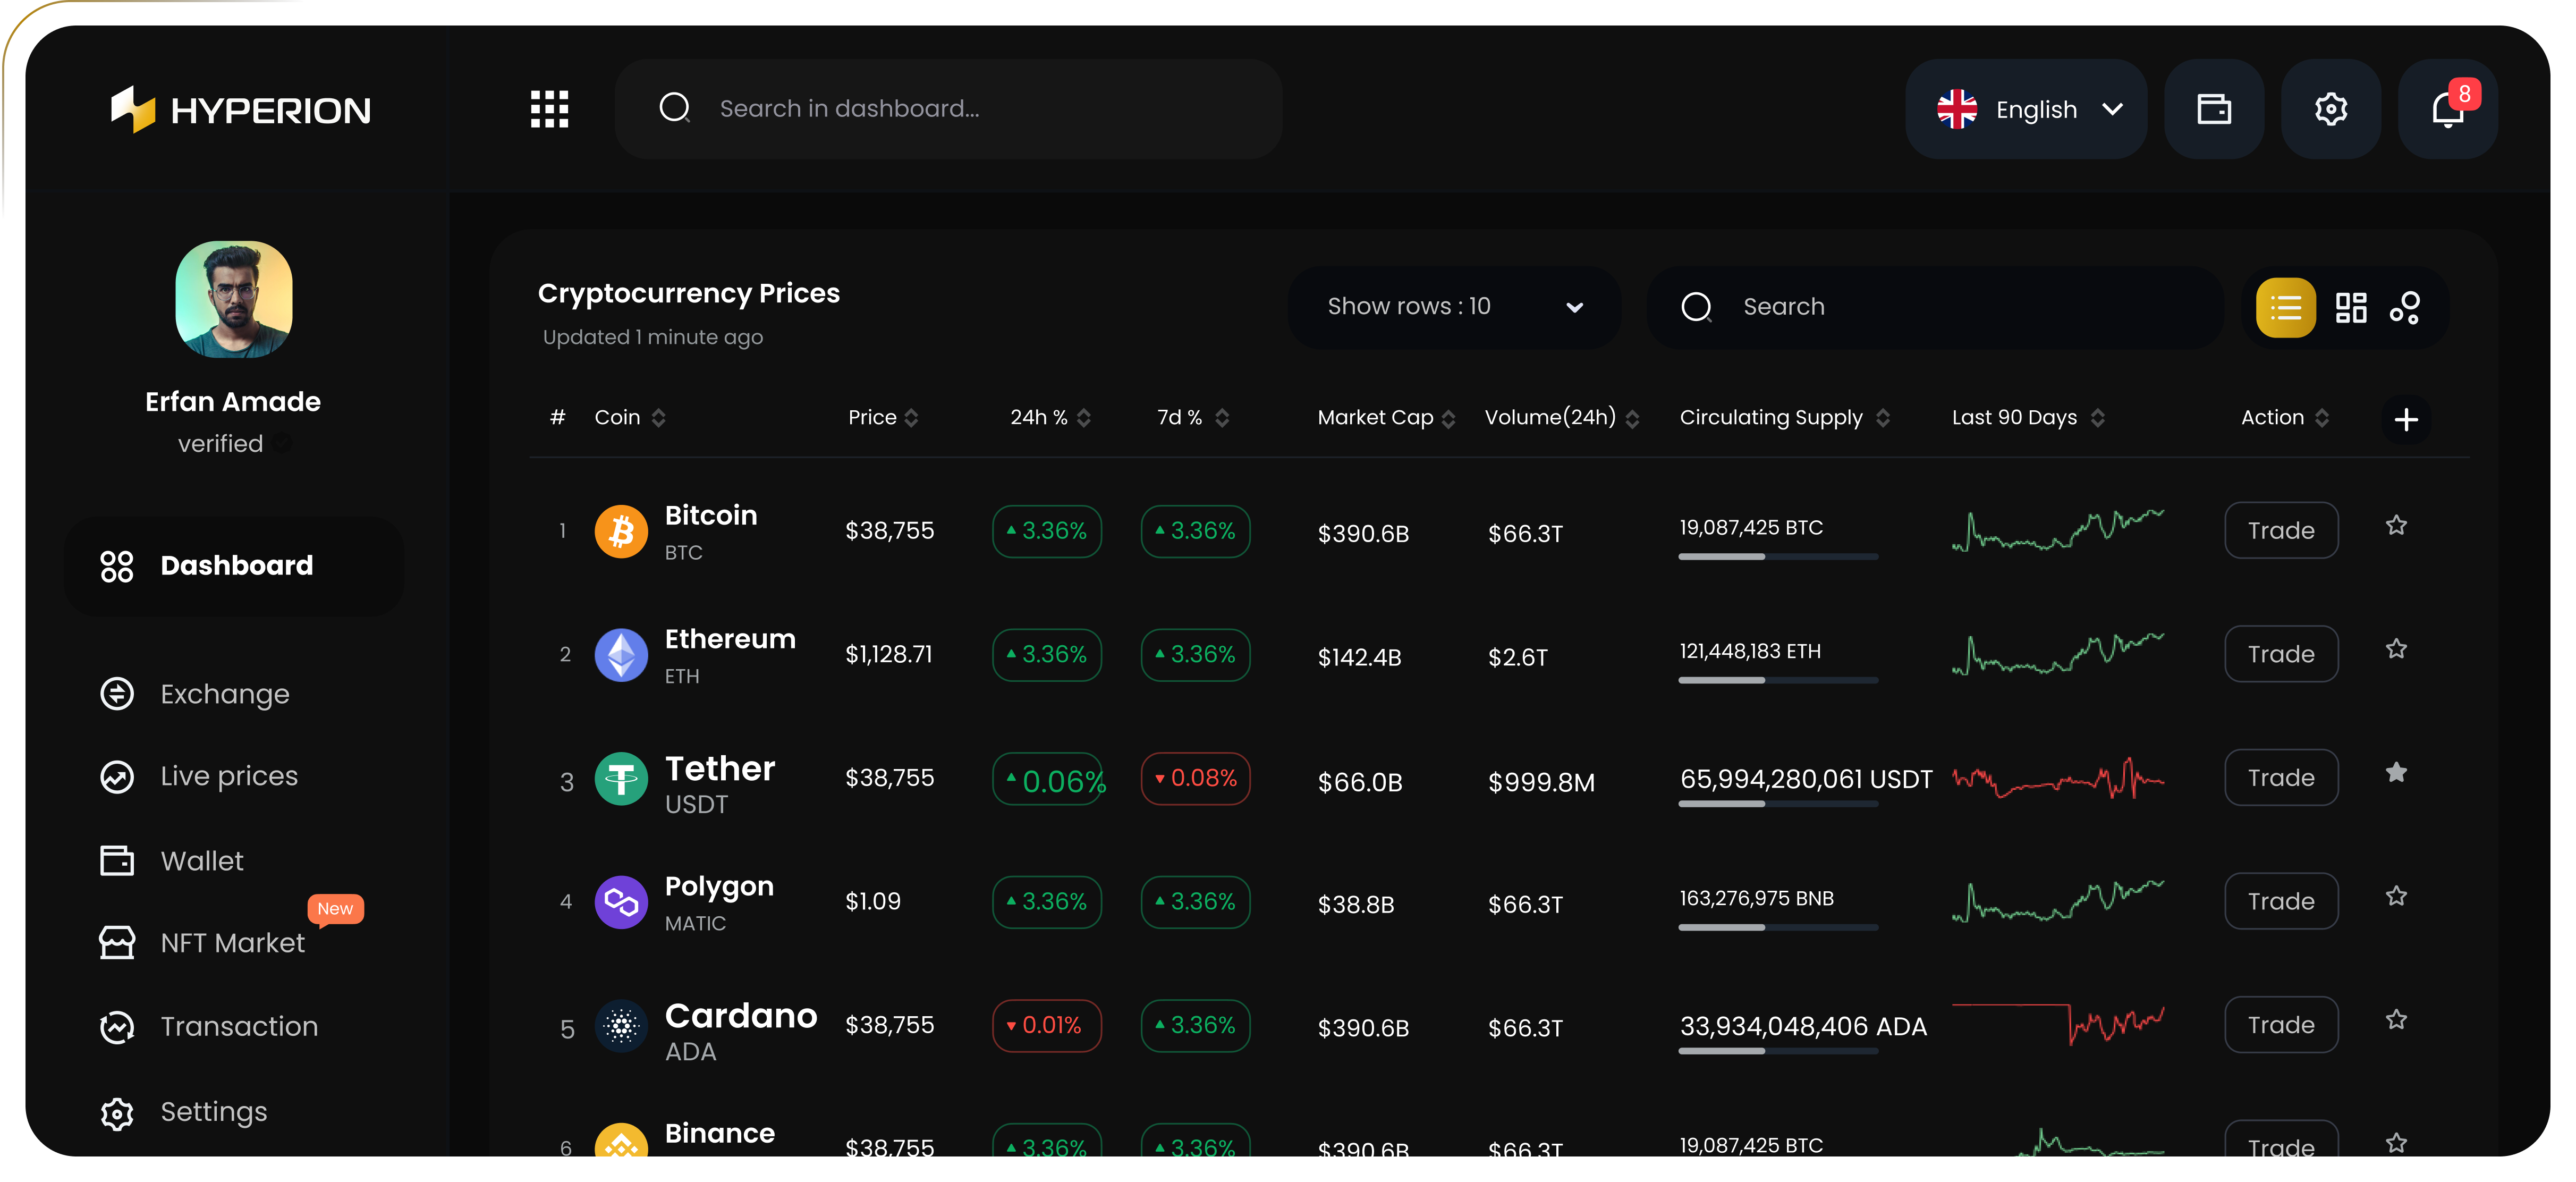 HYPERION
Search in dashboard...
English
8
Erfan Amade
verified
Dashboard
Exchange
Live prices
Wallet
New
NFT Market
Transaction
Settings
Cryptocurrency Prices
Updated 1 minute ago
Show rows : 10
Search
# Coin Price 24h % 7d % Market Cap Volume(24h) Circulating Supply Last 90 Days Action
1 Bitcoin BTC $38,755 3.36% 3.36% $390.6B $66.3T 19,087,425 BTC Trade
2 Ethereum ETH $1,128.71 3.36% 3.36% $142.4B $2.6T 121,448,183 ETH Trade
3 Tether USDT $38,755 0.06% 0.08% $66.0B $999.8M 65,994,280,061 USDT Trade
4 Polygon MATIC $1.09 3.36% 3.36% $38.8B $66.3T 163,276,975 BNB Trade
5 Cardano ADA $38,755 0.01% 3.36% $390.6B $66.3T 33,934,048,406 ADA Trade
6 Binance $38,755 3.36% 3.36% $390.6B $66.3T 19,087,425 BTC Trade